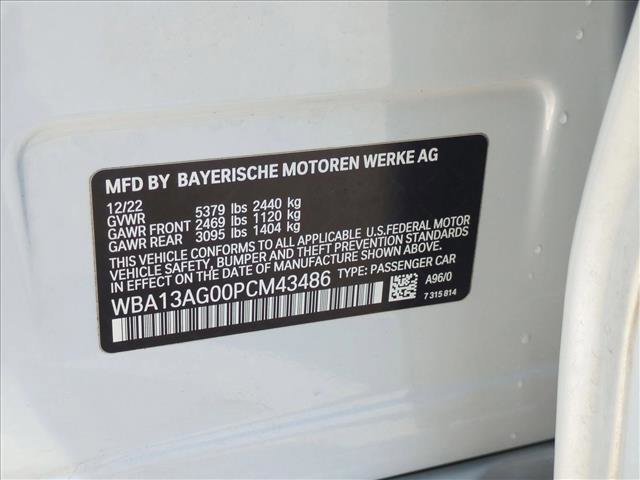 MFD BY BAYERISCHE MOTOREN WERKE AG
12/22
GVWR 5379 lbs 2440 kg
GAWR FRONT 2469 lbs 1120 kg
GAWR REAR 3095 lbs 1404 kg
THIS VEHICLE CONFORMS TO ALL APPLICABLE U.S.FEDERAL MOTOR
VEHICLE SAFETY, BUMPER AND THEFT PREVENTION STANDARDS
IN EFFECT ON THE DATE OF MANUFACTURE SHOWN ABOVE.
WBA13AG00PCM43486 TYPE: PASSENGER CAR
A96/0
7 315 814